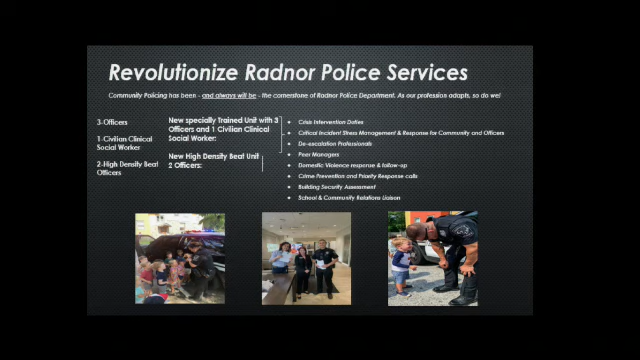 Revolutionize Radnor Police Services
Community Policing has been - and always will be - the cornerstone of Radnor Police Department. As our profession adapts, so do we!
3-Officers
1-Civilian Clinical
Social Worker
2-High Density Beat
Officers
New specially Trained Unit with 3
Officers and 1 Civilian Clinical
Social Worker:
New High Density Beat Unit
2 Officers:
Crisis Intervention Duties
Critical Incident Stress Management & Response for Community and Officers
De-escalation Professionals
Peer Managers
Domestic Violence response & follow-up
Crime Prevention and Priority Response calls
Building Security Assessment
School & Community Relations Liaison